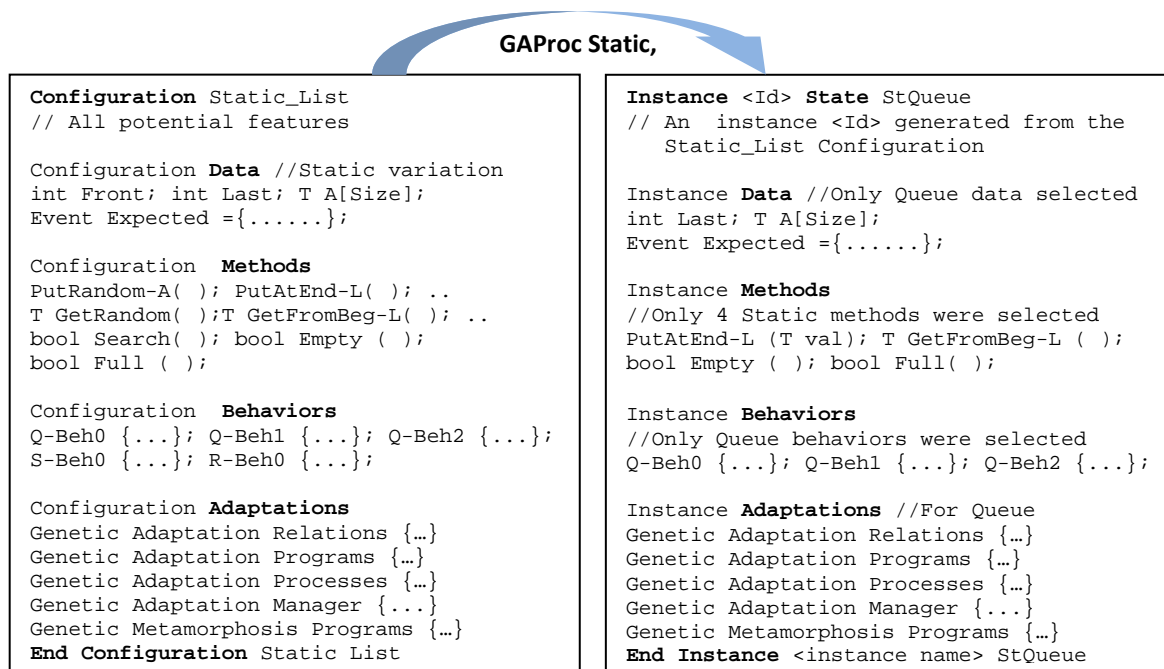 GAProc Static,
Configuration Static_List
// All potential features
Configuration Data //Static variation
int Front; int Last; T A[Size];
Event Expected ={......};
Configuration Methods
PutRandom-A( ); PutAtEnd-L( ); ..
T GetRandom( );T GetFromBeg-L( ); ..
bool Search( ); bool Empty ( );
bool Full ( );
Configuration Behaviors
Q-Beh0 {...}; Q-Beh1 {...}; Q-Beh2 {...};
S-Beh0 {...}; R-Beh0 {...};
Configuration Adaptations
Genetic Adaptation Relations {…}
Genetic Adaptation Programs {…}
Genetic Adaptation Processes {…}
Genetic Adaptation Manager {...}
Genetic Metamorphosis Programs {…}
End Configuration Static List
Instance <Id> State StQueue
// An instance <Id> generated from the
Static_List Configuration
Instance Data //Only Queue data selected
int Last; T A[Size];
Event Expected ={......};
Instance Methods
//Only 4 Static methods were selected
PutAtEnd-L (T val); T GetFromBeg-L ( );
bool Empty ( ); bool Full( );
Instance Behaviors
//Only Queue behaviors were selected
Q-Beh0 {...}; Q-Beh1 {...}; Q-Beh2 {...};
Instance Adaptations //For Queue
Genetic Adaptation Relations {…}
Genetic Adaptation Programs {…}
Genetic Adaptation Processes {…}
Genetic Adaptation Manager {...}
Genetic Metamorphosis Programs {…}
End Instance <instance name> StQueue